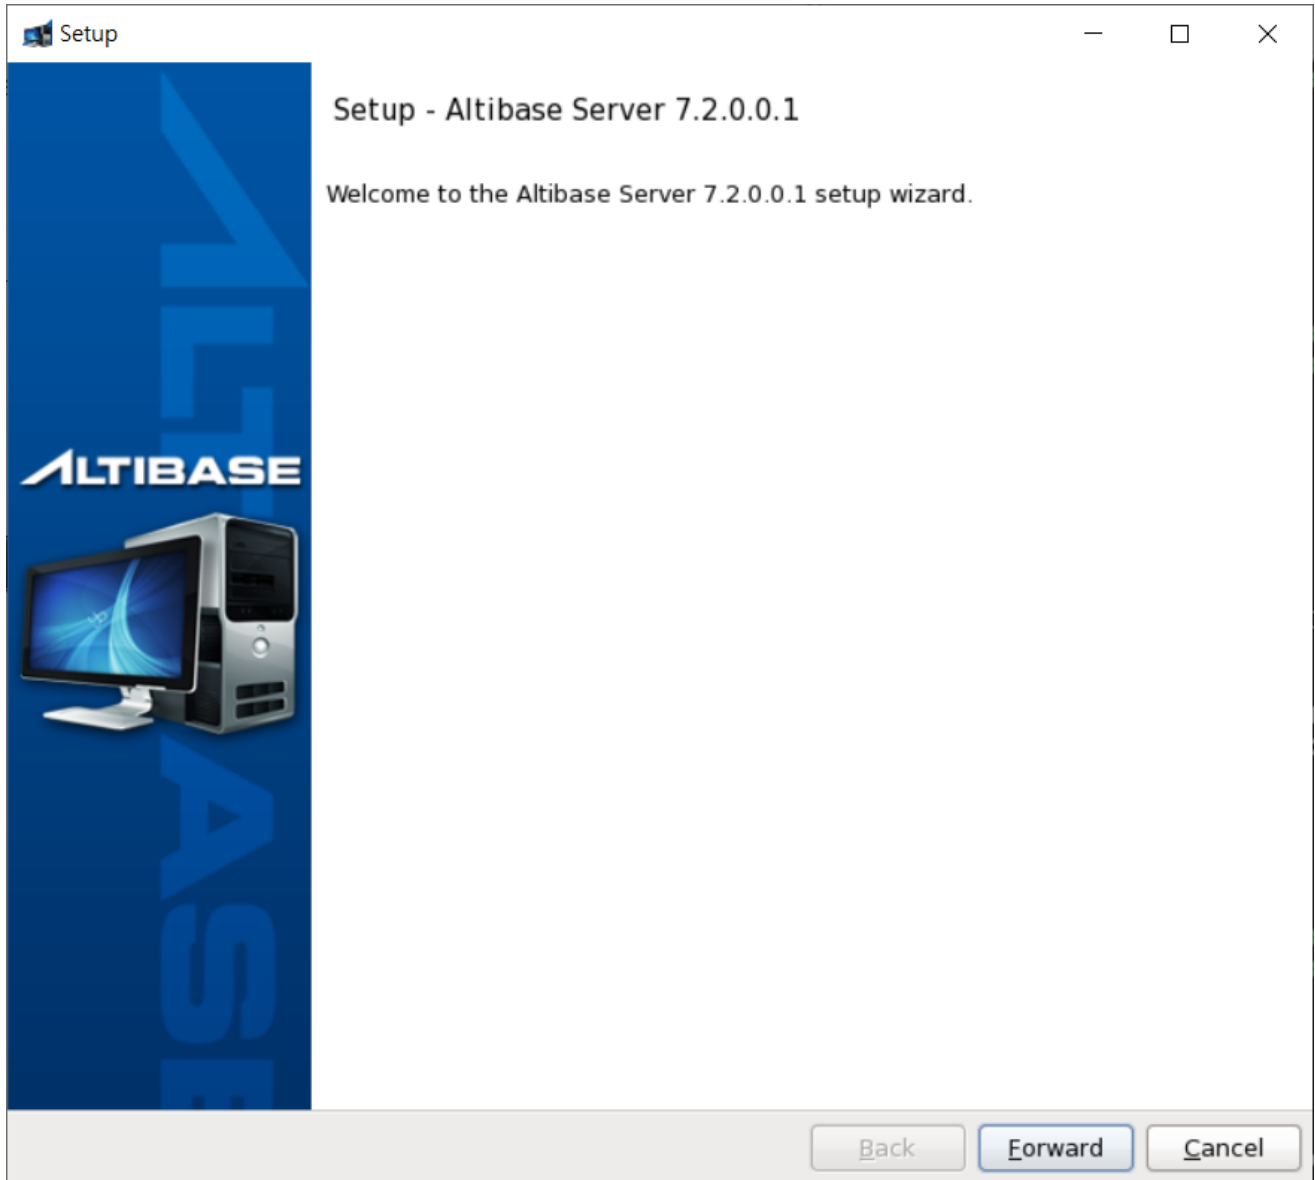 Setup
Setup - Altibase Server 7.2.0.0.1
Welcome to the Altibase Server 7.2.0.0.1 setup wizard.
ALTIBASE
ALTIBASE
Back
Forward
Cancel